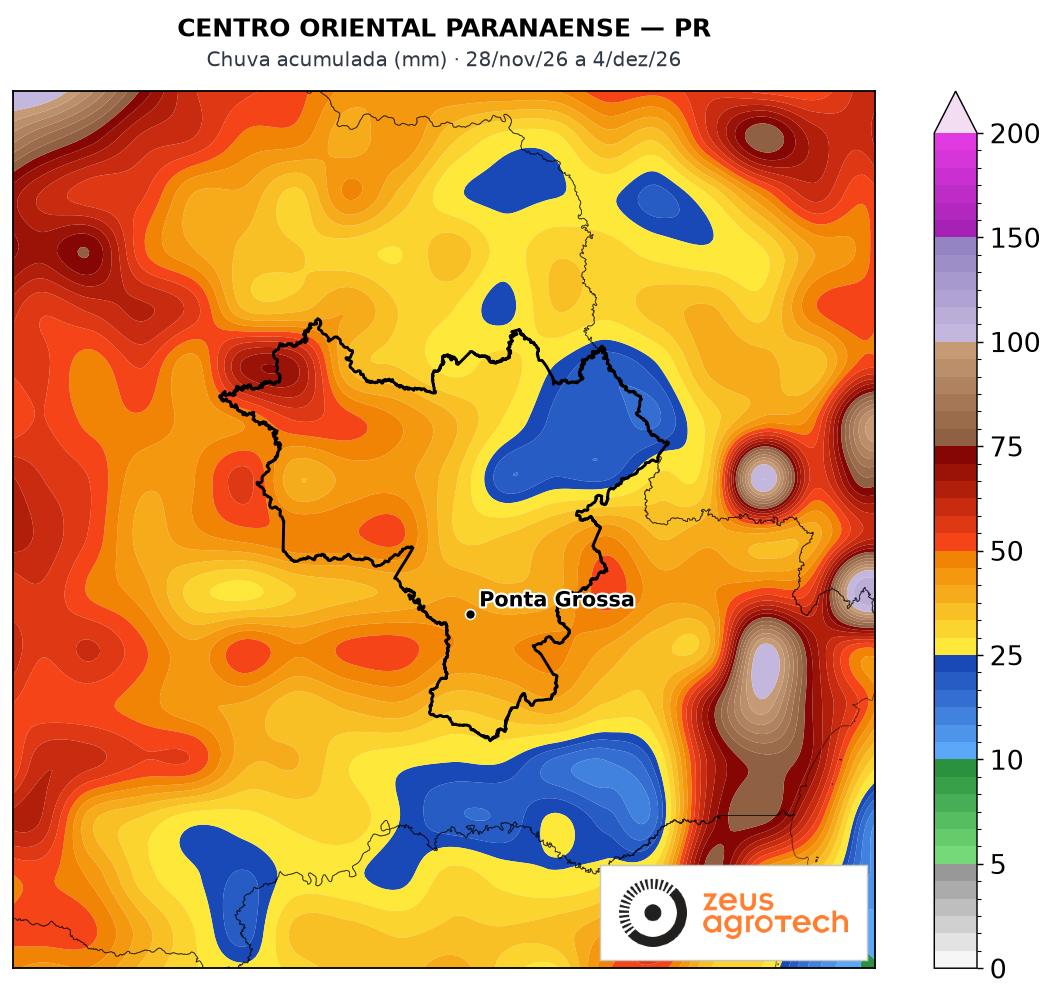 CENTRO ORIENTAL PARANAENSE — PR
Chuva acumulada (mm) · 28/nov/26 a 4/dez/26
200
150
100
75
50
25
10
5
0
Ponta Grossa
zeus
agrotech